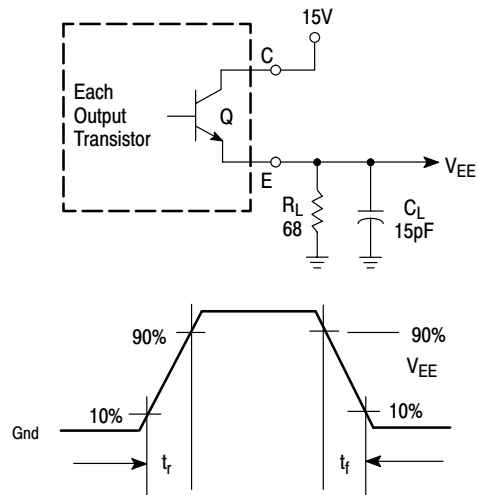 15V
C
Each
Output
Transistor
Q
E
V_EE
R_L
68
C_L
15pF
90%
90%
V_EE
10%
10%
Gnd
t_r
t_f